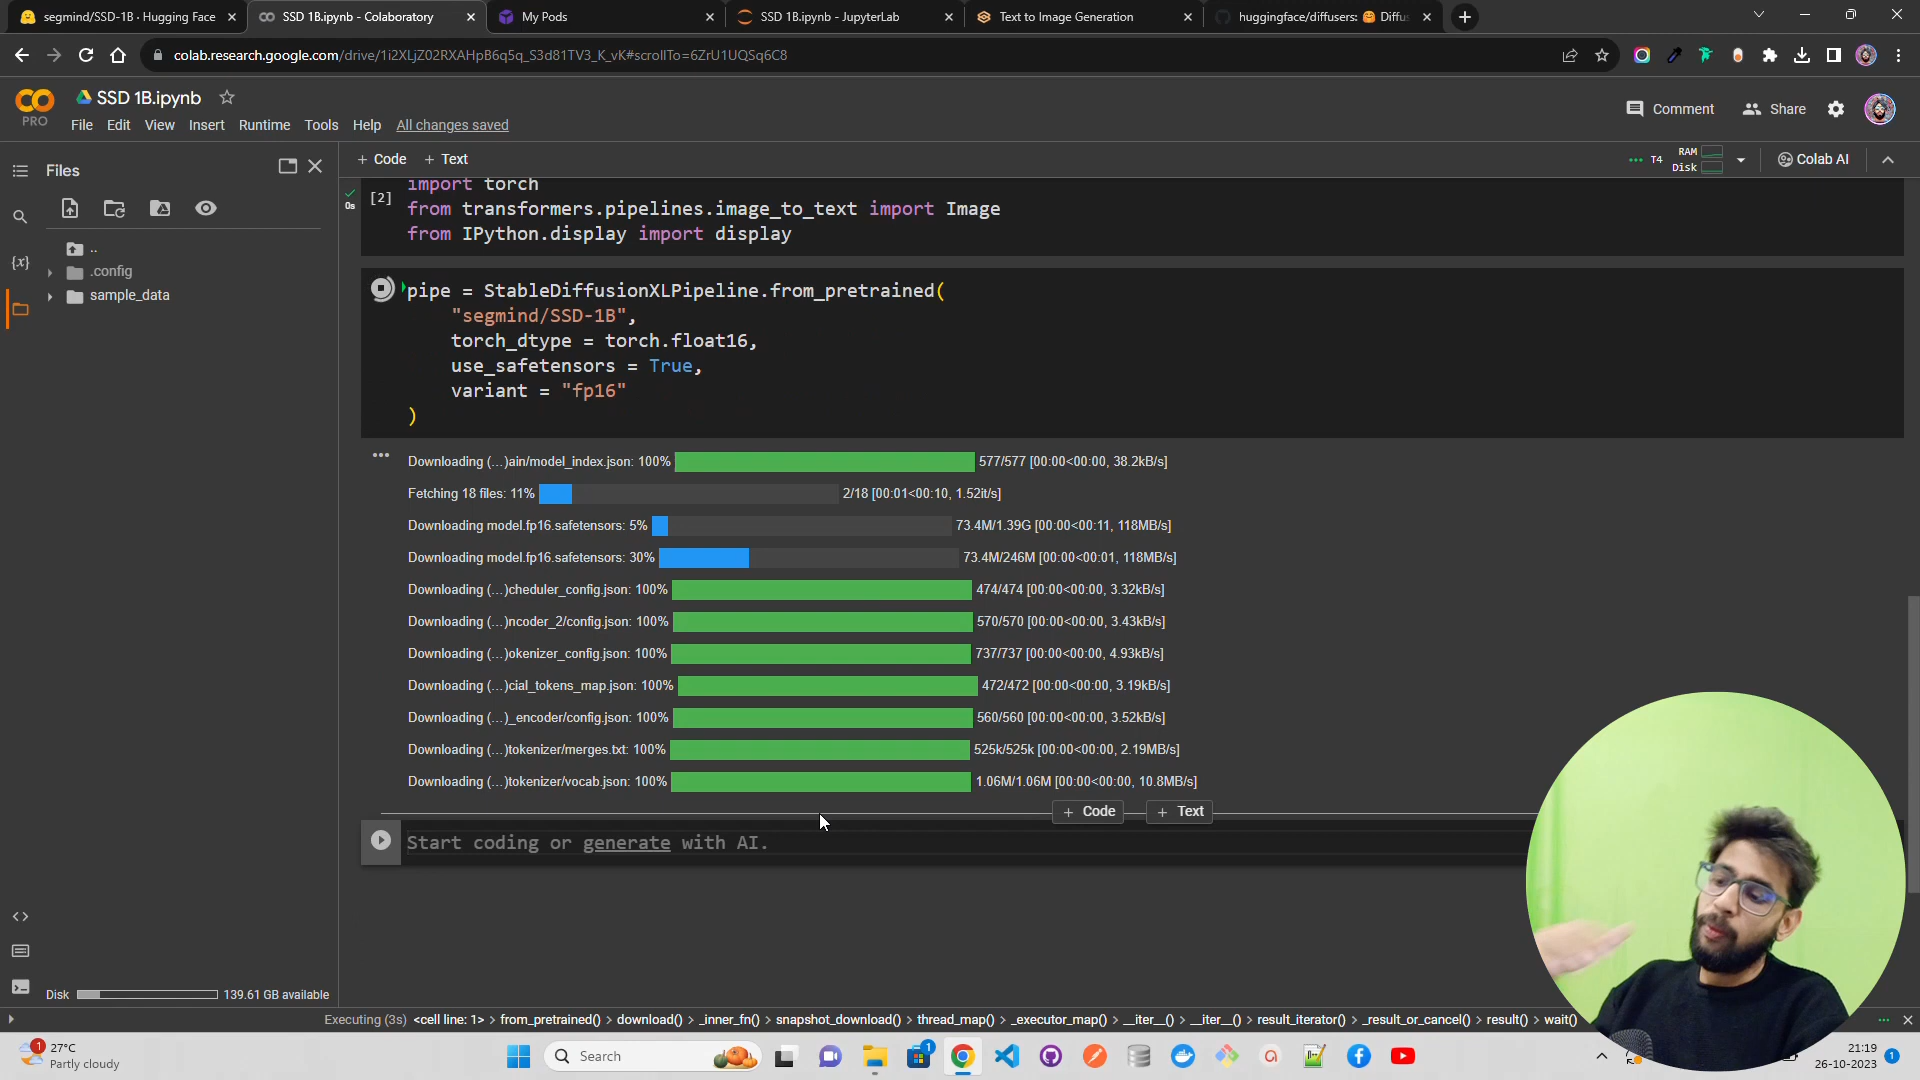 segmind/SSD-1B · Hugging Face
SSD 1B.ipynb - Colaboratory
My Pods
SSD 1B.ipynb - JupyterLab
Text to Image Generation
huggingface/diffusers: 🤗 Diffus
colab.research.google.com/drive/1i2XLjZ02RXAHpB6q5q_S3d81TV3_K_vK#scrollTo=6ZrU1UQSq6C8
PRO
SSD 1B.ipynb
File Edit View Insert Runtime Tools Help All changes saved
Comment
Share
Files
+ Code + Text
T4
RAM
Disk
Colab AI
..
.config
sample_data
{x}
0s
[2]
import torch
from transformers.pipelines.image_to_text import Image
from IPython.display import display
pipe = StableDiffusionXLPipeline.from_pretrained(
"segmind/SSD-1B",
torch_dtype = torch.float16,
use_safetensors = True,
variant = "fp16"
)
Downloading (…)ain/model_index.json: 100% 577/577 [00:00<00:00, 38.2kB/s]
Fetching 18 files: 11% 2/18 [00:01<00:10, 1.52it/s]
Downloading model.fp16.safetensors: 5% 73.4M/1.39G [00:00<00:11, 118MB/s]
Downloading model.fp16.safetensors: 30% 73.4M/246M [00:00<00:01, 118MB/s]
Downloading (…)cheduler_config.json: 100% 474/474 [00:00<00:00, 3.32kB/s]
Downloading (…)ncoder_2/config.json: 100% 570/570 [00:00<00:00, 3.43kB/s]
Downloading (…)okenizer_config.json: 100% 737/737 [00:00<00:00, 4.93kB/s]
Downloading (…)cial_tokens_map.json: 100% 472/472 [00:00<00:00, 3.19kB/s]
Downloading (…)_encoder/config.json: 100% 560/560 [00:00<00:00, 3.52kB/s]
Downloading (…)tokenizer/merges.txt: 100% 525k/525k [00:00<00:00, 2.19MB/s]
Downloading (…)tokenizer/vocab.json: 100% 1.06M/1.06M [00:00<00:00, 10.8MB/s]
+ Code + Text
Start coding or generate with AI.
Disk 139.61 GB available
Executing (3s) <cell line: 1> > from_pretrained() > download() > _inner_fn() > snapshot_download() > thread_map() > _executor_map() > __iter__() > __iter__() > result_iterator() > _result_or_cancel() > result() > wait()
1
27°C
Partly cloudy
Search
1
21:19
26-10-2023
1